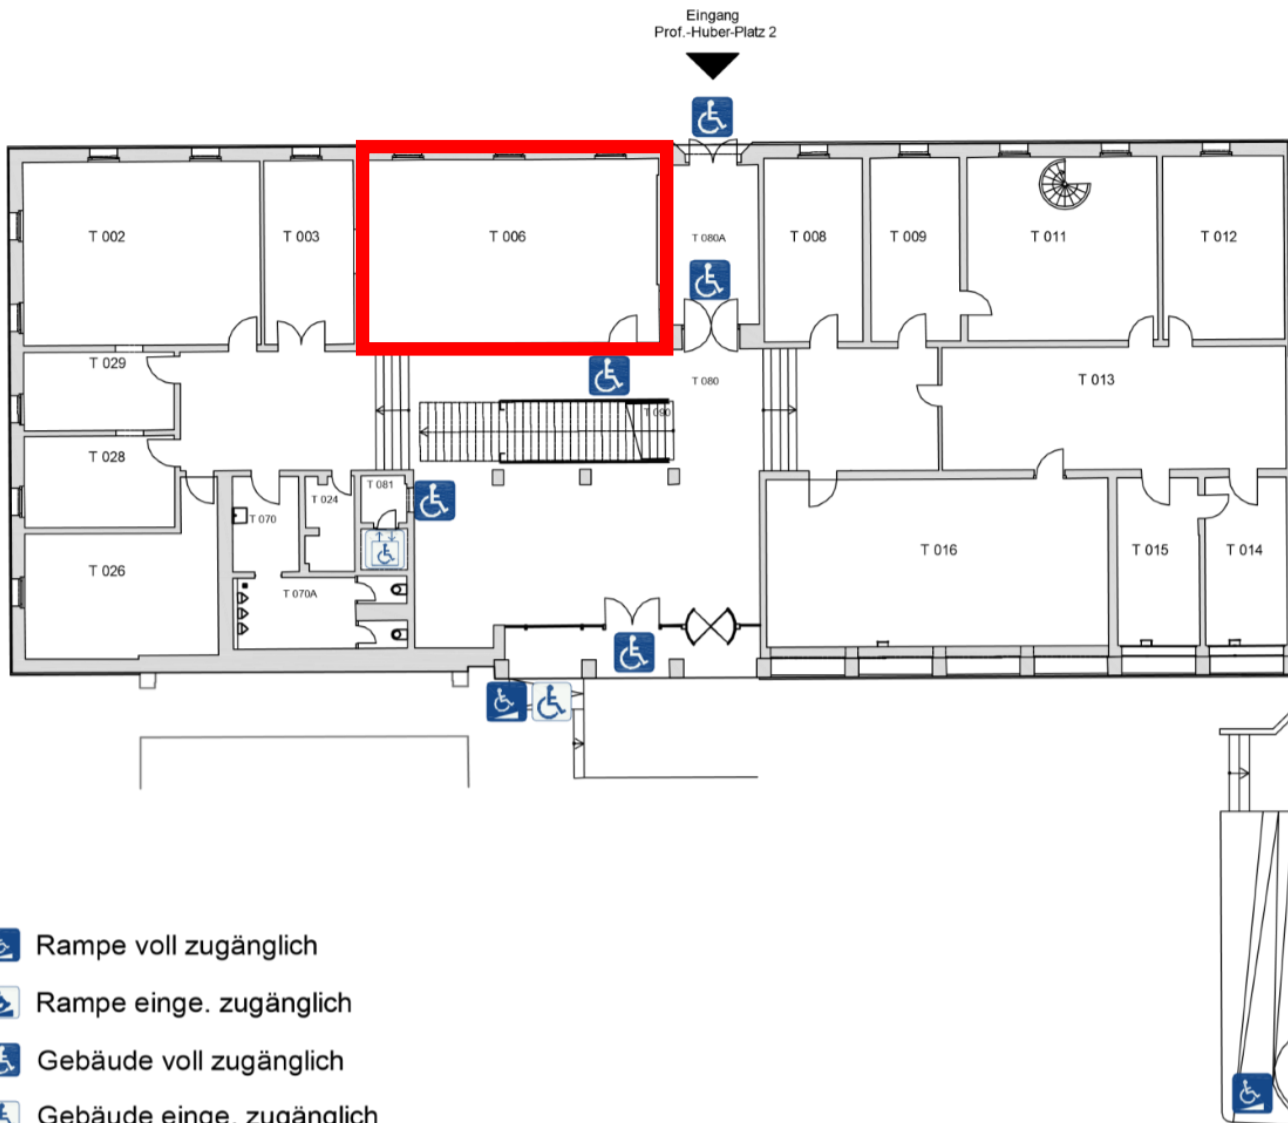 Eingang
Prof.-Huber-Platz 2
T 002
T 003
T 006
T 080A
T 008
T 009
T 011
T 012
T 029
T 080
T 013
T 090
T 028
T 081
T 024
T 070
T 016
T 015
T 014
T 026
T 070A
Rampe voll zugänglich
Rampe einge. zugänglich
Gebäude voll zugänglich
Gebäude einge. zugänglich